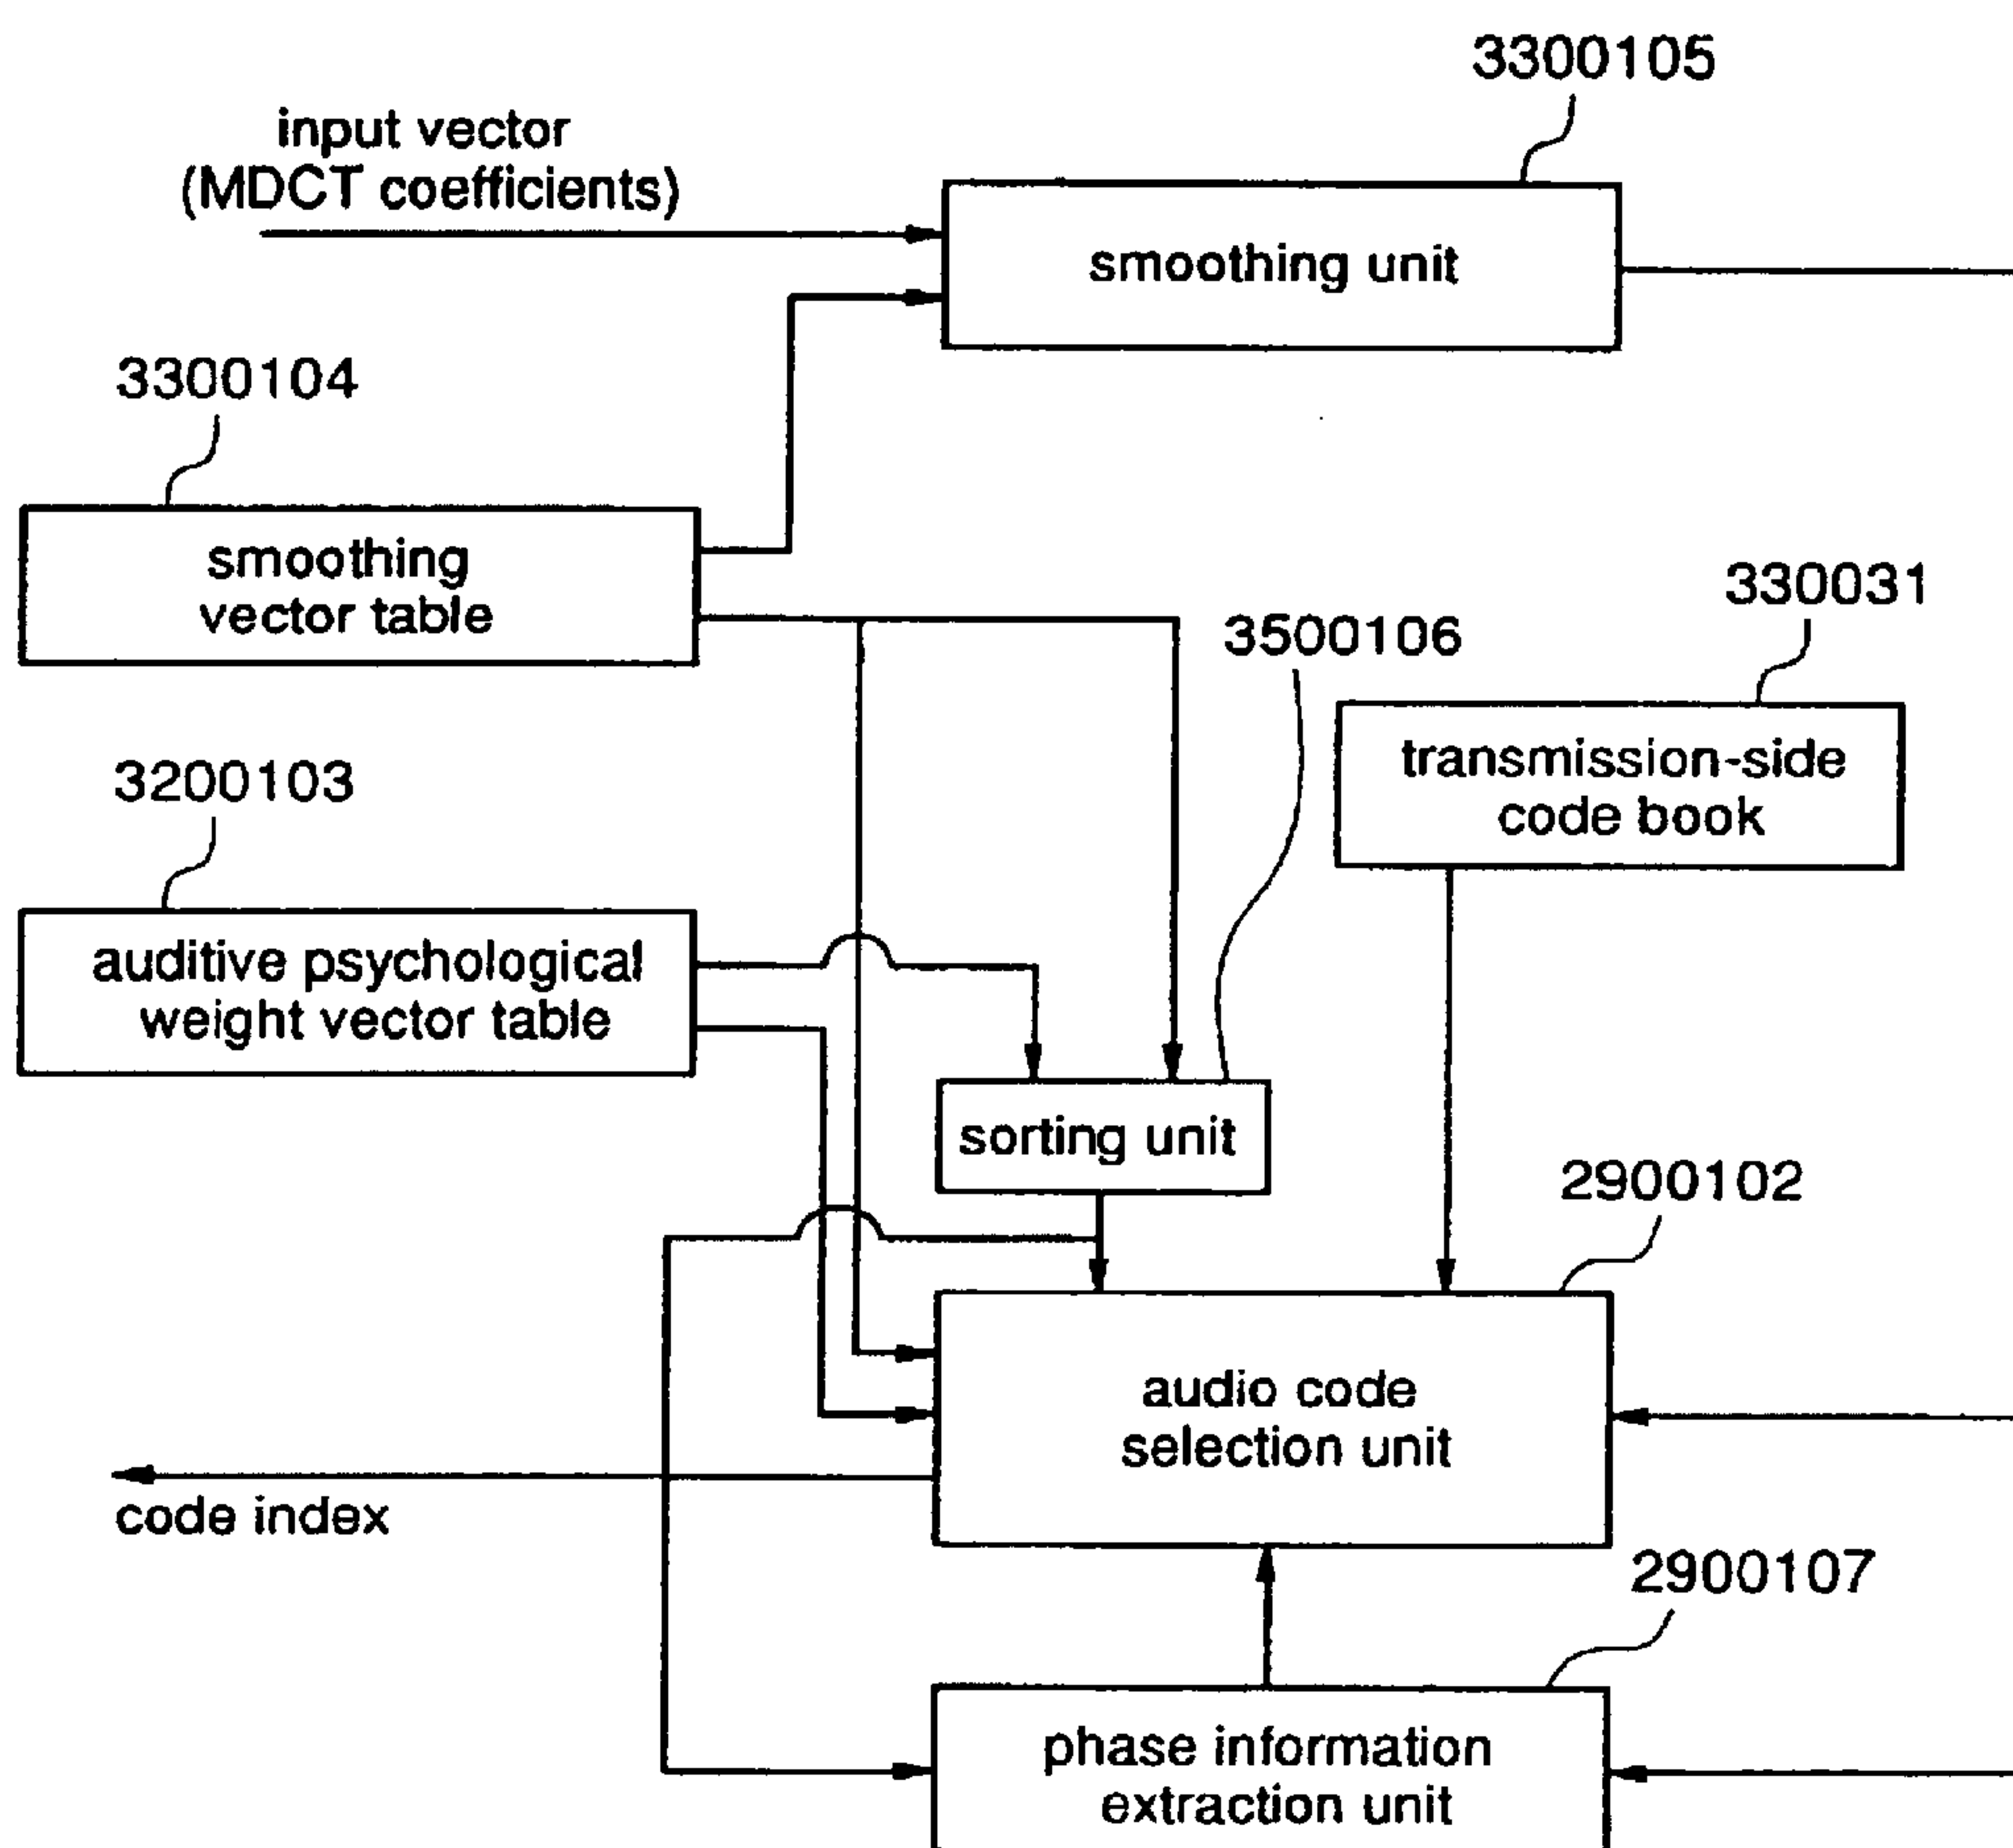 3300105
input vector
(MDCT coefficients)
smoothing unit
3300104
smoothing
vector table
330031
3500106
transmission-side
code book
3200103
auditive psychological
weight vector table
sorting unit
2900102
audio code
selection unit
code index
2900107
phase information
extraction unit